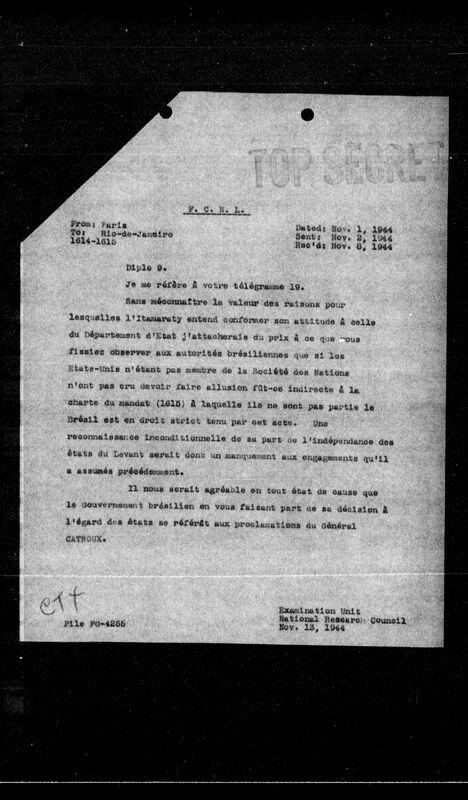 TOP SECRET
F. C. N. L.
From: Paris
To: Rio-de-Janeiro
1614-1615
Dated: Nov. 1, 1944
Sent: Nov. 2, 1944
Rec'd: Nov. 8, 1944
Diplo 9.
Je me réfère à votre télégramme 19.
Sans méconnaître la valeur des raisons pour
lesquelles l'Itamaraty entend conformer son attitude à celle
du Département d'Etat j'attacherais du prix à ce que vous
fissiez observer aux autorités brésiliennes que si les
Etats-Unis n'étant pas membre de la Société des Nations
n'ont pas cru devoir faire allusion fût-ce indirecte à la
charte du mandat (1615) à laquelle ils ne sont pas partie le
Brésil est en droit strict tenu par cet acte. Une
reconnaissance inconditionnelle de sa part de l'indépendance des
états du Levant serait donc un manquement aux engagements qu'il
a assumés précédemment.
Il nous serait agréable en tout état de cause que
le Gouvernement brésilien en vous faisant part de sa décision à
l'égard des états se référât aux proclamations du Général
CATROUX.
CTT
File FG-4255
Examination Unit
National Research Council
Nov. 13, 1944